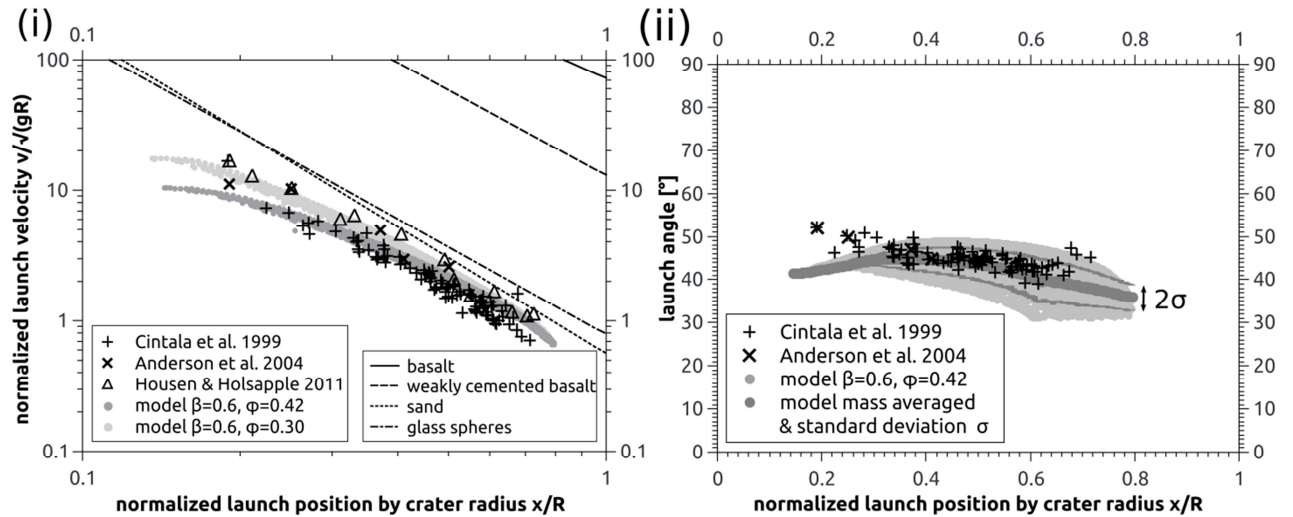 (i)
0.1
1
100
100
10
10
1
1
0.1
0.1
0.1
1
normalized launch velocity v/√(gR)
normalized launch position by crater radius x/R
Cintala et al. 1999
Anderson et al. 2004
Housen & Holsapple 2011
model β=0.6, φ=0.42
model β=0.6, φ=0.30
basalt
weakly cemented basalt
sand
glass spheres
(ii)
0 0.2 0.4 0.6 0.8 1
90 90
80 80
70 70
60 60
50 50
40 40
30 30
20 20
10 10
0 0
0 0.2 0.4 0.6 0.8 1
launch angle [°]
normalized launch position by crater radius x/R
2σ
Cintala et al. 1999
Anderson et al. 2004
model β=0.6, φ=0.42
model mass averaged
& standard deviation σ